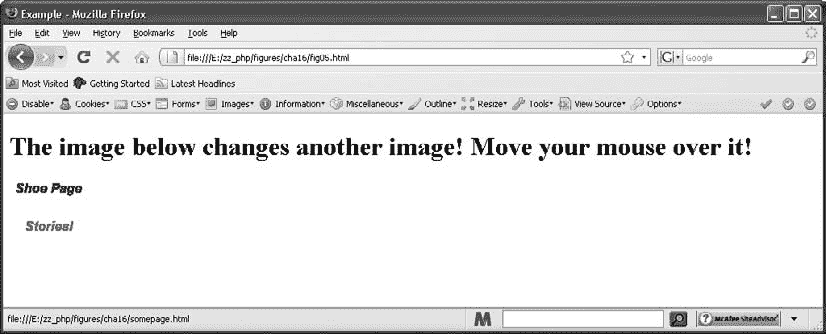 Example - Mozilla Firefox
File Edit View History Bookmarks Tools Help
file:///E:/zz_php/figures/cha16/fig05.html
G Google
Most Visited Getting Started Latest Headlines
Disable Cookies CSS Forms Images Information Miscellaneous Outline Resize Tools View Source Options
The image below changes another image! Move your mouse over it!
Shoe Page
Stories!
file:///E:/zz_php/figures/cha16/somepage.html
McAfee SiteAdvisor